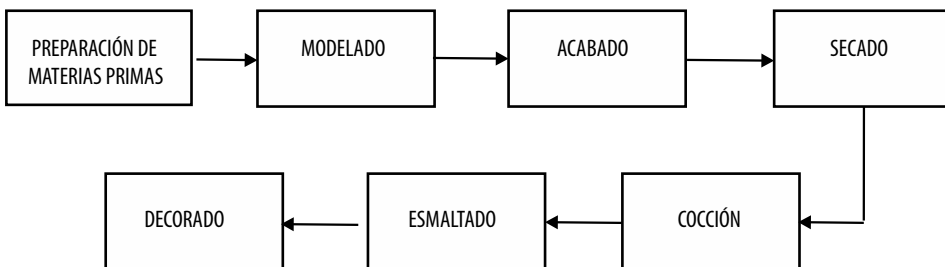 PREPARACIÓN DE
MATERIAS PRIMAS
MODELADO
ACABADO
SECADO
COCCIÓN
ESMALTADO
DECORADO